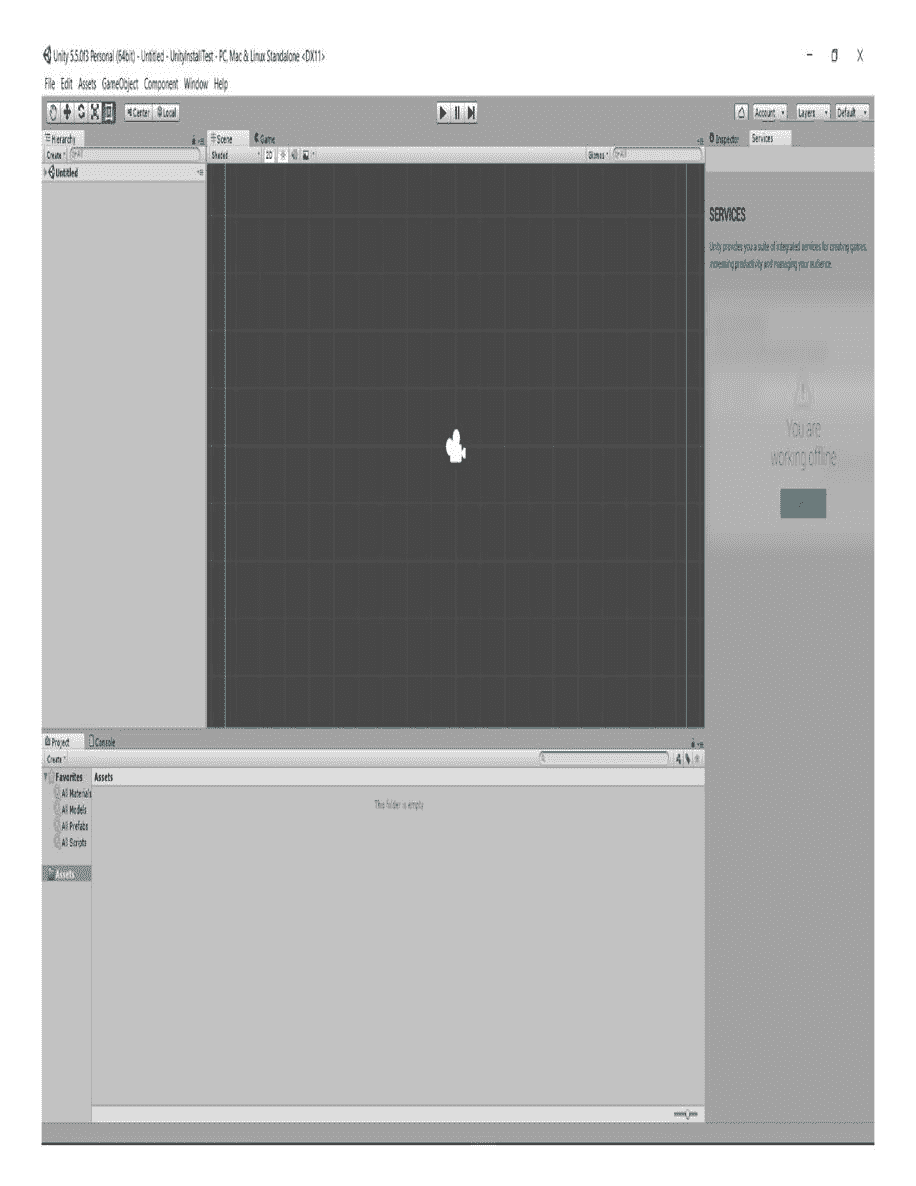 Unity 5.5.0f3 Personal (64bit) - Untitled - UnityInstallTest - PC, Mac & Linux Standalone <DX11>
File Edit Assets GameObject Component Window Help
Center Local Account Layers Default
Hierarchy Scene Game Inspector Services
Create All Shaded 2D Gizmos All
Untitled
SERVICES
Unity provides you a suite of integrated services for creating games,
increasing productivity and managing your audience.
You are
working offline
Project Console
Create
Favorites Assets
All Materials
All Models
All Prefabs
All Scripts
This folder is empty
Assets